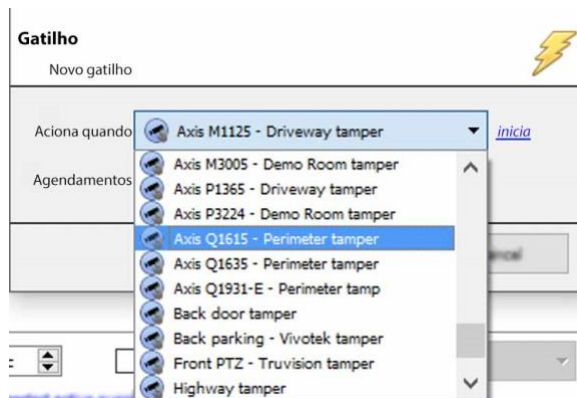 Gatilho
Novo gatilho
Aciona quando Axis M1125 - Driveway tamper inicia
Axis M3005 - Demo Room tamper
Agendamentos Axis P1365 - Driveway tamper
Axis P3224 - Demo Room tamper
Axis Q1615 - Perimeter tamper
Axis Q1635 - Perimeter tamper
Axis Q1931-E - Perimeter tamp
Back door tamper
Back parking - Vivotek tamper
Front PTZ - Truvision tamper
Highway tamper